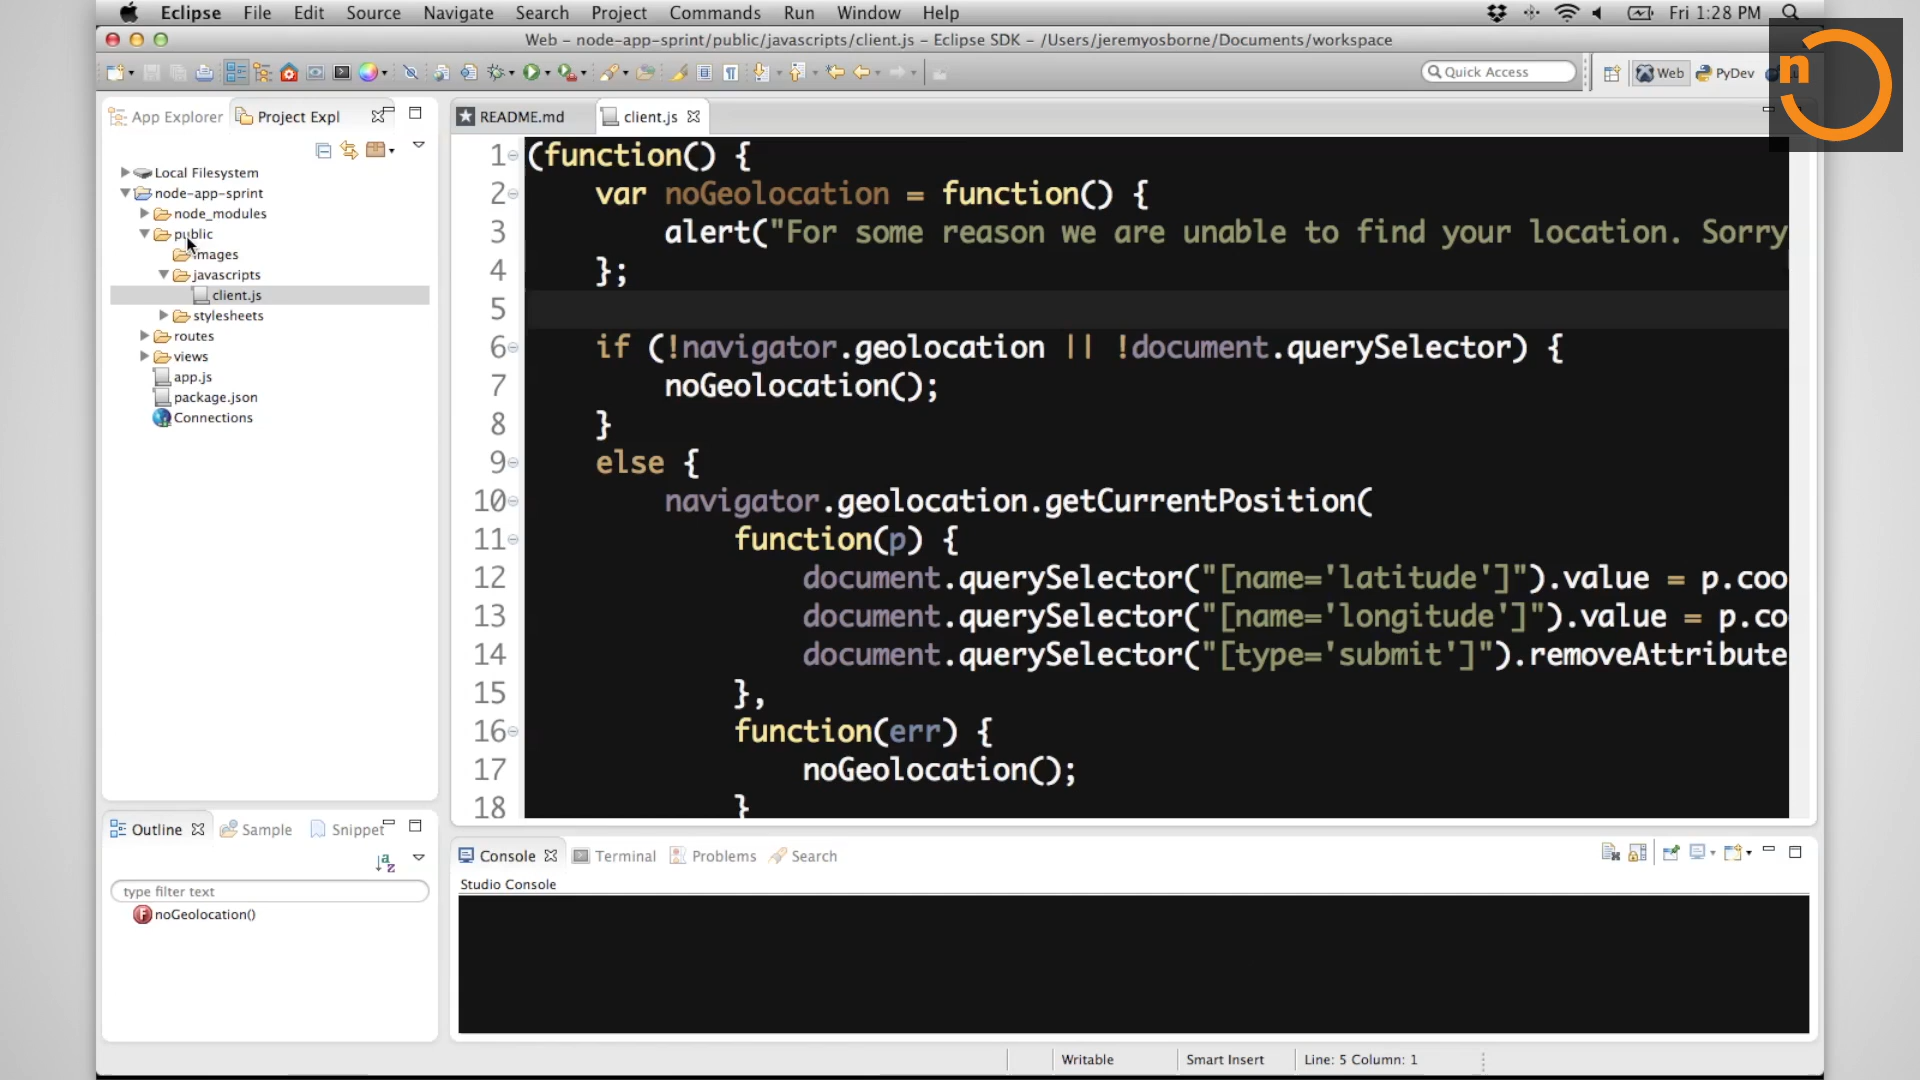 Eclipse File Edit Source Navigate Search Project Commands Run Window Help Fri 1:28 PM
Web – node-app-sprint/public/javascripts/client.js – Eclipse SDK – /Users/jeremyosborne/Documents/workspace
Quick Access Web PyDev
n
App Explorer Project Expl
README.md client.js
Local Filesystem
node-app-sprint
node_modules
public
images
javascripts
client.js
stylesheets
routes
views
app.js
package.json
Connections
1 (function() {
2 var noGeolocation = function() {
3 alert("For some reason we are unable to find your location. Sorry
4 };
5
6 if (!navigator.geolocation || !document.querySelector) {
7 noGeolocation();
8 }
9 else {
10 navigator.geolocation.getCurrentPosition(
11 function(p) {
12 document.querySelector("[name='latitude']").value = p.coo
13 document.querySelector("[name='longitude']").value = p.co
14 document.querySelector("[type='submit']").removeAttribute
15 },
16 function(err) {
17 noGeolocation();
18 }
Outline Sample Snippet
type filter text
noGeolocation()
Console Terminal Problems Search
Studio Console
Writable Smart Insert Line: 5 Column: 1